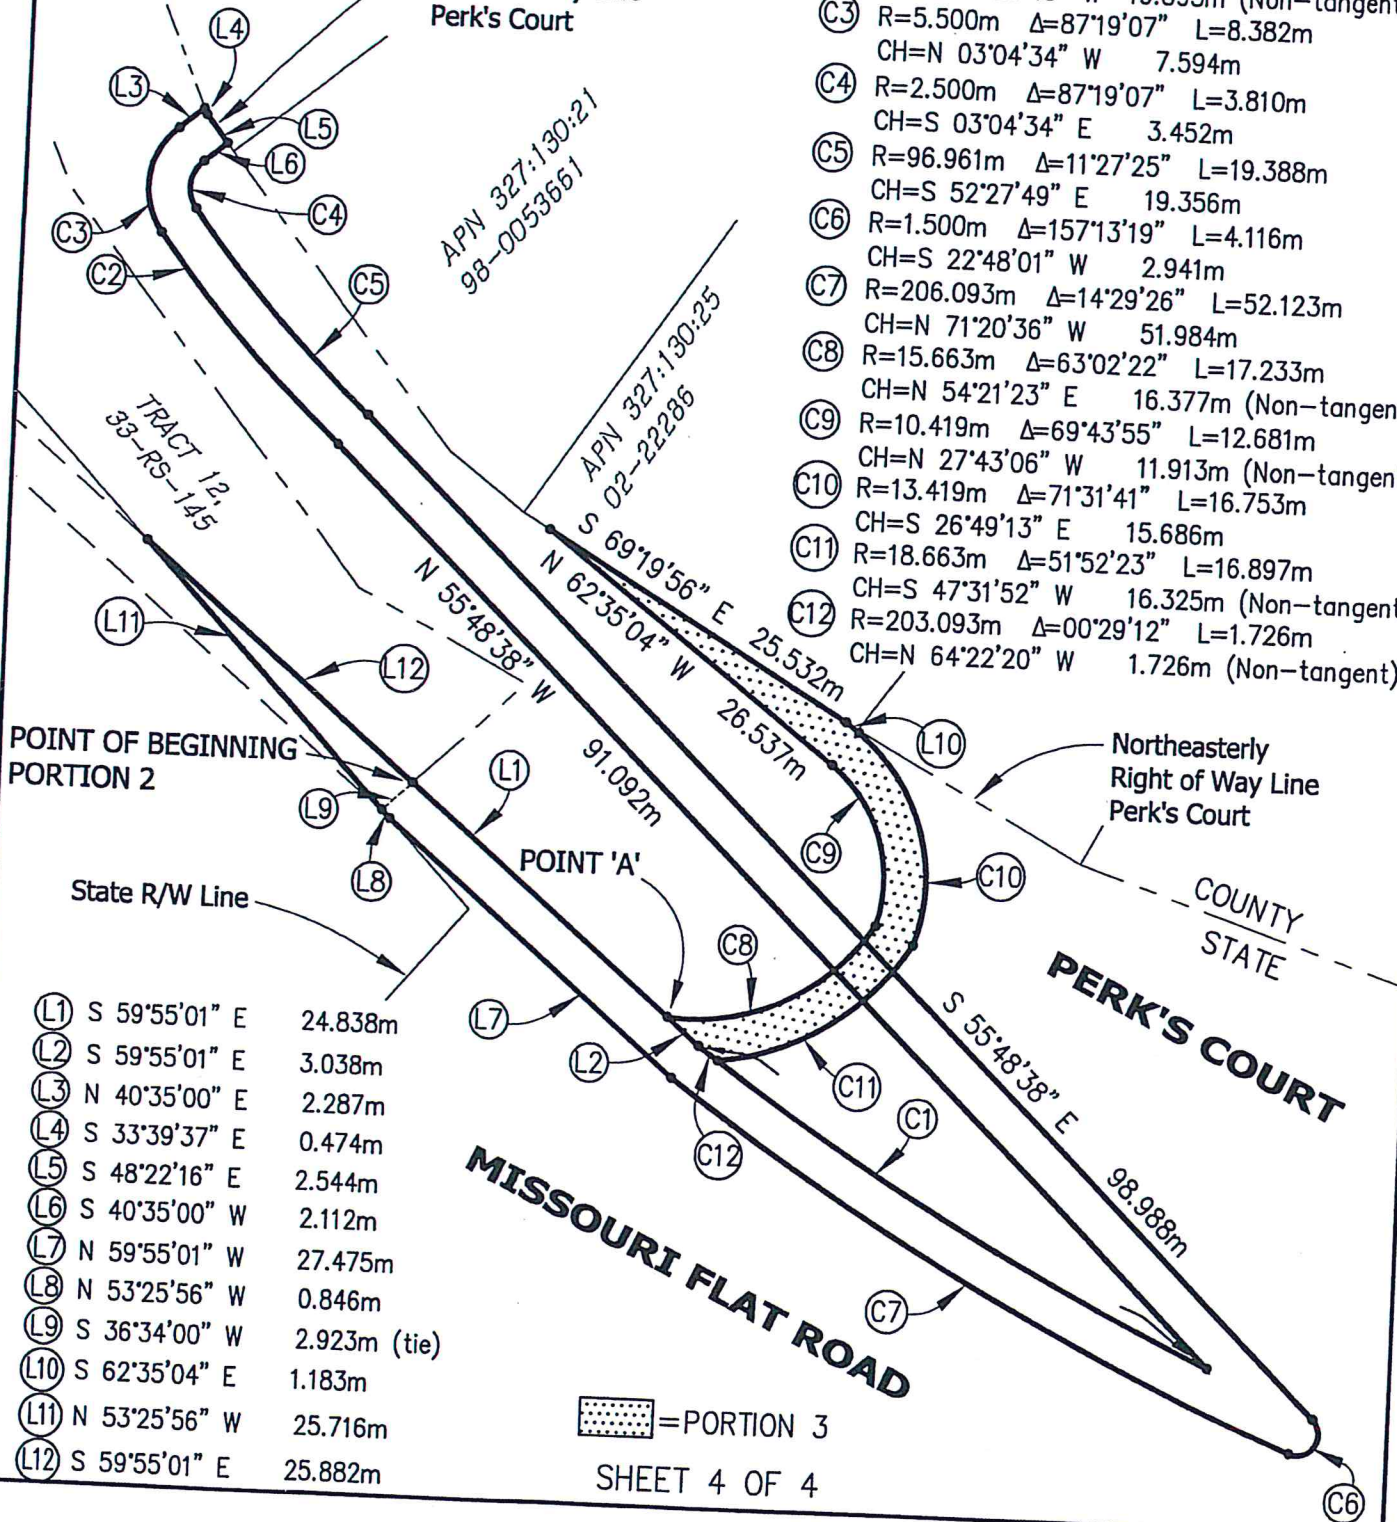 Perk's Court
(Non-tangent
C3 R=5.500m Δ=87°19'07" L=8.382m
CH=N 03°04'34" W 7.594m
C4 R=2.500m Δ=87°19'07" L=3.810m
CH=S 03°04'34" E 3.452m
C5 R=96.961m Δ=11°27'25" L=19.388m
CH=S 52°27'49" E 19.356m
C6 R=1.500m Δ=157°13'19" L=4.116m
CH=S 22°48'01" W 2.941m
C7 R=206.093m Δ=14°29'26" L=52.123m
CH=N 71°20'36" W 51.984m
C8 R=15.663m Δ=63°02'22" L=17.233m
CH=N 54°21'23" E 16.377m (Non-tangen
C9 R=10.419m Δ=69°43'55" L=12.681m
CH=N 27°43'06" W 11.913m (Non-tangen
C10 R=13.419m Δ=71°31'41" L=16.753m
CH=S 26°49'13" E 15.686m
C11 R=18.663m Δ=51°52'23" L=16.897m
CH=S 47°31'52" W 16.325m (Non-tangent
C12 R=203.093m Δ=00°29'12" L=1.726m
CH=N 64°22'20" W 1.726m (Non-tangent)
L4
L3
L5
L6
C4
C3
C2
C5
APN 327:130:21
98-0053661
APN 327:130:25
02-22286
TRACT 12,
33-RS-145
S 69°19'56" E 25.532m
N 62°35'04" W 26.537m
N 55°48'38" W 91.092m
L11
L12
L10
Northeasterly
Right of Way Line
Perk's Court
POINT OF BEGINNING
PORTION 2
L1
L9
L8
C9
C10
POINT 'A'
State R/W Line
C8
COUNTY
STATE
PERK'S COURT
L7
L2
C11
C1
C12
S 55°48'38" E 98.988m
MISSOURI FLAT ROAD
C7
C6
L1 S 59°55'01" E 24.838m
L2 S 59°55'01" E 3.038m
L3 N 40°35'00" E 2.287m
L4 S 33°39'37" E 0.474m
L5 S 48°22'16" E 2.544m
L6 S 40°35'00" W 2.112m
L7 N 59°55'01" W 27.475m
L8 N 53°25'56" W 0.846m
L9 S 36°34'00" W 2.923m (tie)
L10 S 62°35'04" E 1.183m
L11 N 53°25'56" W 25.716m
L12 S 59°55'01" E 25.882m
=PORTION 3
SHEET 4 OF 4